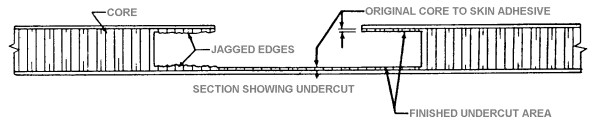 ORIGINAL CORE TO SKIN ADHESIVE
CORE
JAGGED EDGES
SECTION SHOWING UNDERCUT
FINISHED UNDERCUT AREA